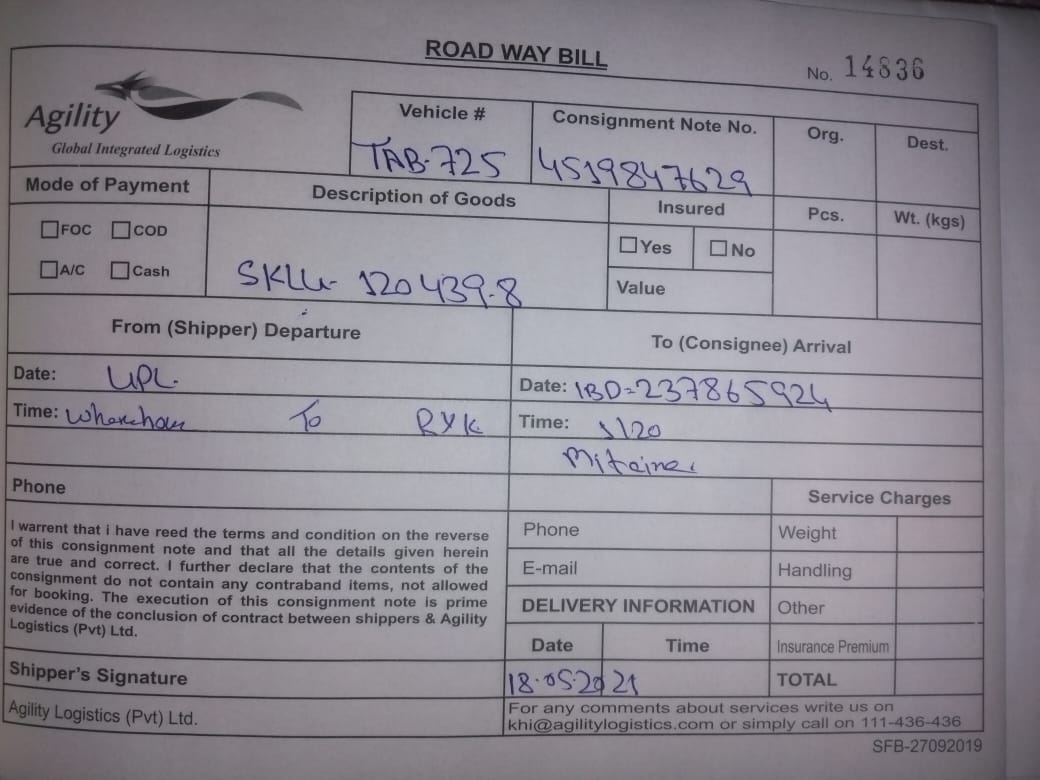 ROAD WAY BILL
No. 14836
Agility
Global Integrated Logistics
Vehicle # Consignment Note No. Org. Dest.
TAB-725 4519847629
Mode of Payment Description of Goods Insured Pcs. Wt. (kgs)
FOC COD Yes No
A/C Cash SKLU- 120439-8 Value
From (Shipper) Departure To (Consignee) Arrival
Date: UPL. Date: IBD=237865924
Time: To RYK Time: 1120
Phone Service Charges
I warrent that i have reed the terms and condition on the reverse
of this consignment note and that all the details given herein
are true and correct. I further declare that the contents of the
consignment do not contain any contraband items, not allowed
for booking. The execution of this consignment note is prime
evidence of the conclusion of contract between shippers & Agility
Logistics (Pvt) Ltd.
Phone Weight
E-mail Handling
DELIVERY INFORMATION Other
Date Time Insurance Premium
Shipper's Signature 18.05.2021 TOTAL
Agility Logistics (Pvt) Ltd.
For any comments about services write us on
khi@agilitylogistics.com or simply call on 111-436-436
SFB-27092019